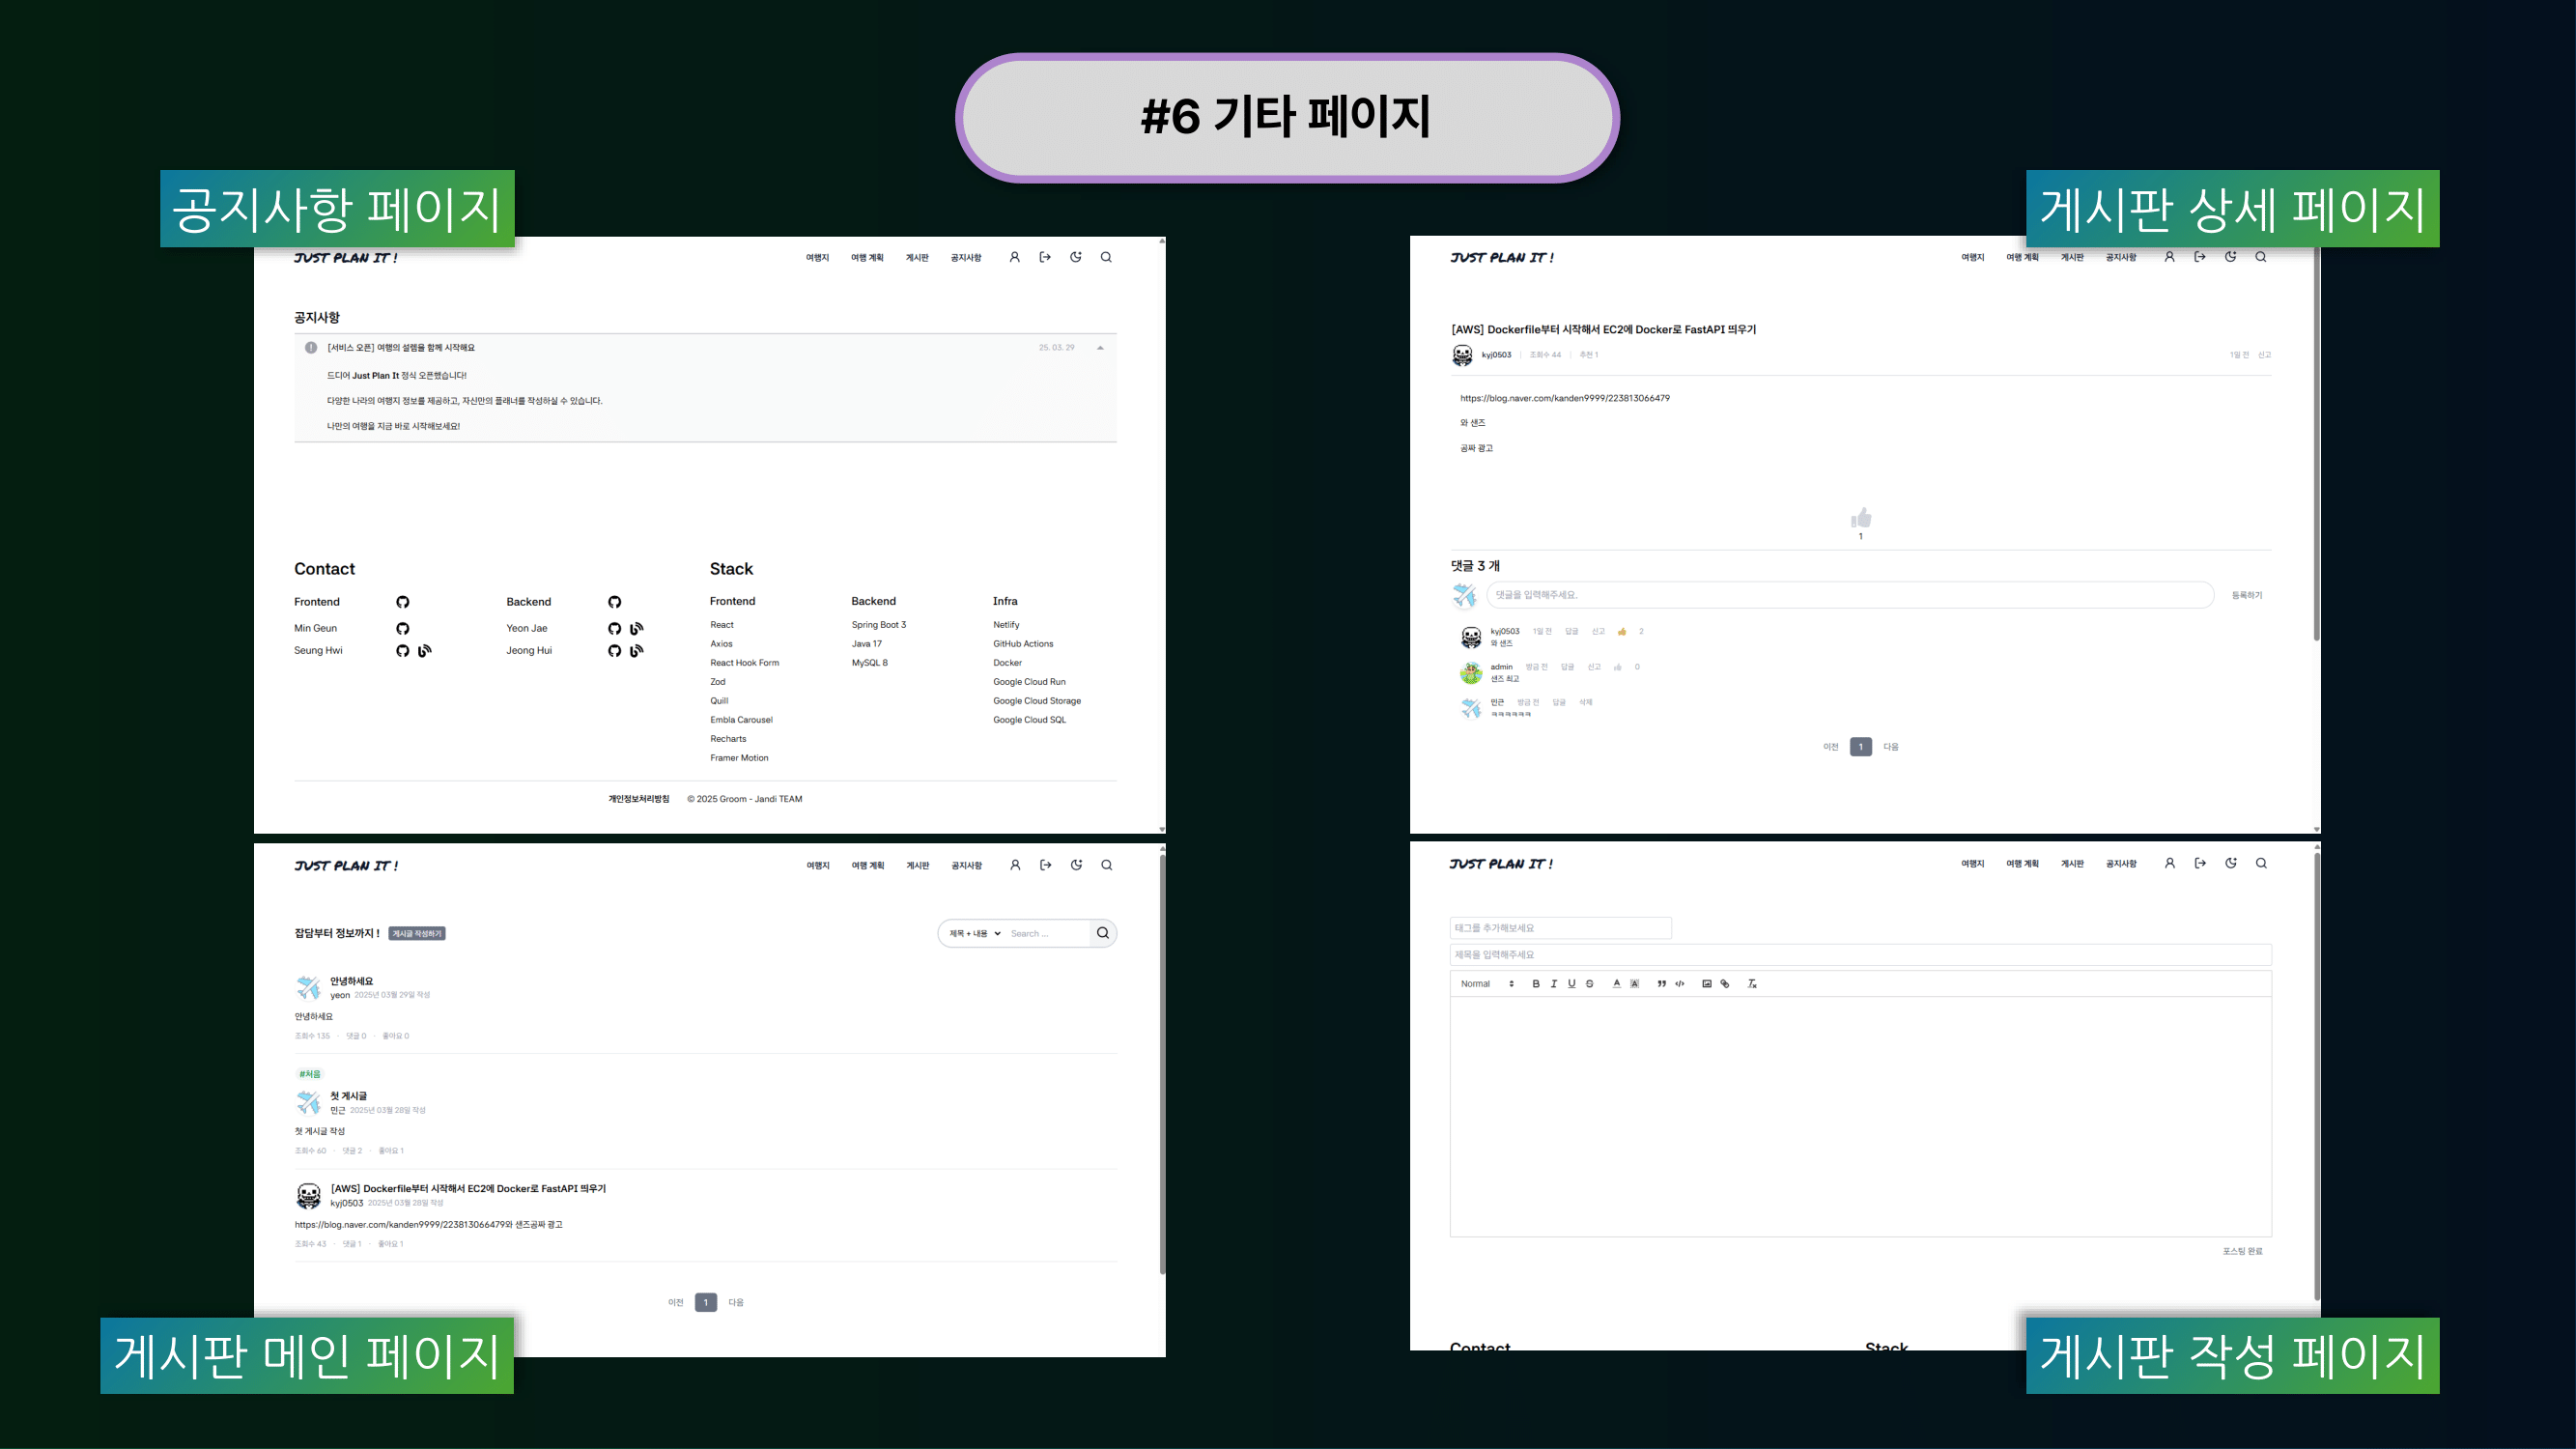 #6 기타 페이지
공지사항 페이지
JUST PLAN IT !
여행지 여행 계획 게시판 공지사항
공지사항
[서비스 오픈] 여행의 설렘을 함께 시작해요 25. 03. 29
드디어 Just Plan It 정식 오픈했습니다!
다양한 나라의 여행지 정보를 제공하고, 자신만의 플래너를 작성하실 수 있습니다.
나만의 여행을 지금 바로 시작해보세요!
Contact
Frontend Backend
Min Geun Yeon Jae
Seung Hwi Jeong Hui
Stack
Frontend Backend Infra
React Spring Boot 3 Netlify
Axios Java 17 GitHub Actions
React Hook Form MySQL 8 Docker
Zod Google Cloud Run
Quill Google Cloud Storage
Embla Carousel Google Cloud SQL
Recharts
Framer Motion
개인정보처리방침 © 2025 Groom - Jandi TEAM
게시판 상세 페이지
JUST PLAN IT !
여행지 여행 계획 게시판 공지사항
[AWS] Dockerfile부터 시작해서 EC2에 Docker로 FastAPI 띄우기
kyj0503 | 조회수 44 | 추천 1 1일 전 신고
https://blog.naver.com/kanden9999/223813066479
와 샌즈
공짜 광고
1
댓글 3 개
댓글을 입력해주세요. 등록하기
kyj0503 1일 전 답글 신고 2
와 샌즈
admin 방금 전 답글 신고 0
샌즈 최고
민근 방금 전 답글 삭제
ㅋㅋㅋㅋㅋㅋ
이전 1 다음
JUST PLAN IT !
여행지 여행 계획 게시판 공지사항
잡담부터 정보까지 ! 게시글 작성하기
제목 + 내용 Search ...
안녕하세요
yeon 2025년 03월 29일 작성
안녕하세요
조회수 135 · 댓글 0 · 좋아요 0
#처음
첫 게시글
민근 2025년 03월 28일 작성
첫 게시글 작성
조회수 60 · 댓글 2 · 좋아요 1
[AWS] Dockerfile부터 시작해서 EC2에 Docker로 FastAPI 띄우기
kyj0503 2025년 03월 28일 작성
https://blog.naver.com/kanden9999/223813066479와 샌즈공짜 광고
조회수 43 · 댓글 1 · 좋아요 1
이전 1 다음
게시판 메인 페이지
JUST PLAN IT !
여행지 여행 계획 게시판 공지사항
태그를 추가해보세요
제목을 입력해주세요
Normal
포스팅 완료
Contact Stack
게시판 작성 페이지